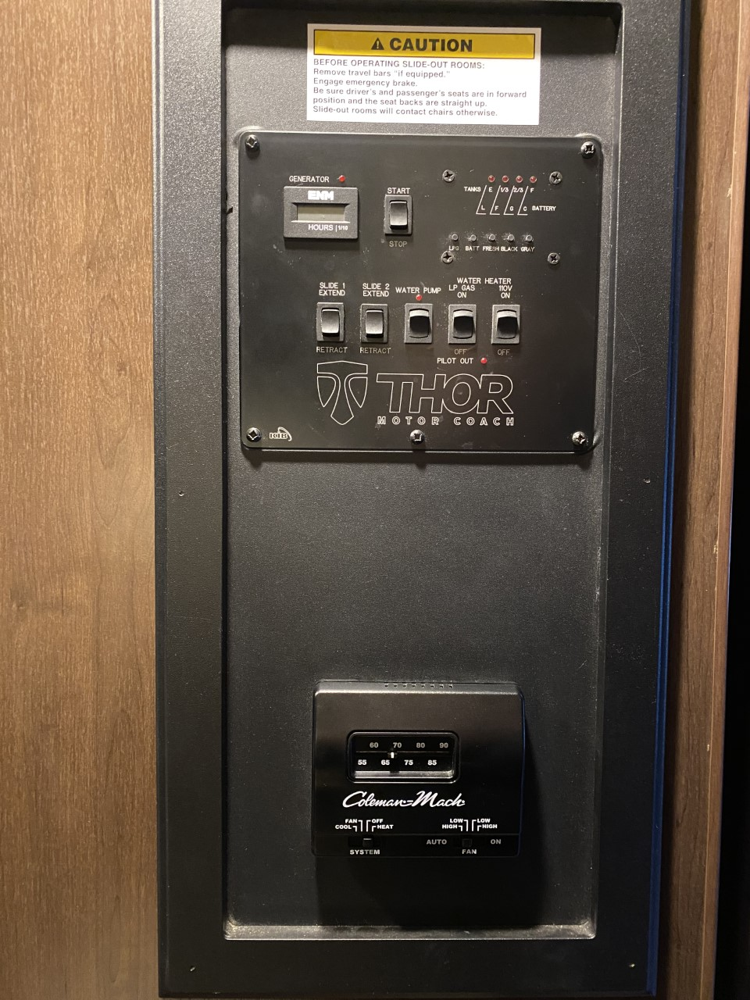 CAUTION
BEFORE OPERATING SLIDE-OUT ROOMS:
Remove travel bars "if equipped."
Engage emergency brake.
Be sure driver's and passenger's seats are in forward
position and the seat backs are straight up.
Slide-out rooms will contact chairs otherwise.
GENERATOR
ENM
HOURS 1/10
START
STOP
TANKS E 1/3 2/3 F
L F G C BATTERY
LPG BATT FRESH BLACK GRAY
SLIDE 1
EXTEND
RETRACT
SLIDE 2
EXTEND
RETRACT
WATER PUMP
WATER HEATER
LP GAS 110V
ON ON
OFF OFF
PILOT OUT
THOR
MOTOR COACH
KIB
60 70 80 90
55 65 75 85
Coleman-Mach
FAN OFF
COOL HEAT
SYSTEM
LOW LOW
HIGH HIGH
AUTO ON
FAN